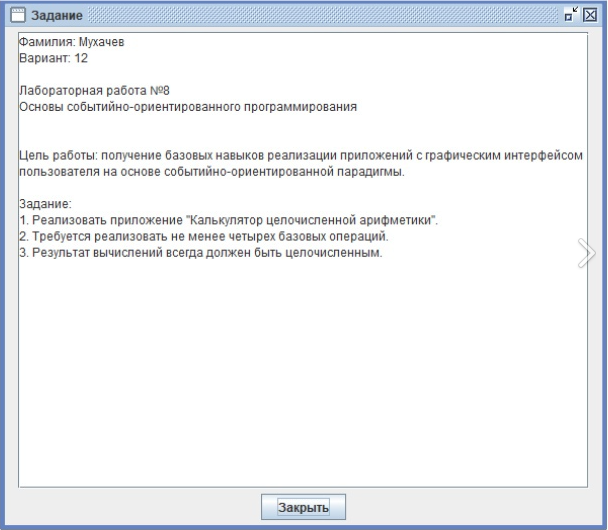 Задание
Фамилия: Мухачев
Вариант: 12
Лабораторная работа №8
Основы событийно-ориентированного программирования
Цель работы: получение базовых навыков реализации приложений с графическим интерфейсом
пользователя на основе событийно-ориентированной парадигмы.
Задание:
1. Реализовать приложение "Калькулятор целочисленной арифметики".
2. Требуется реализовать не менее четырех базовых операций.
3. Результат вычислений всегда должен быть целочисленным.
Закрыть